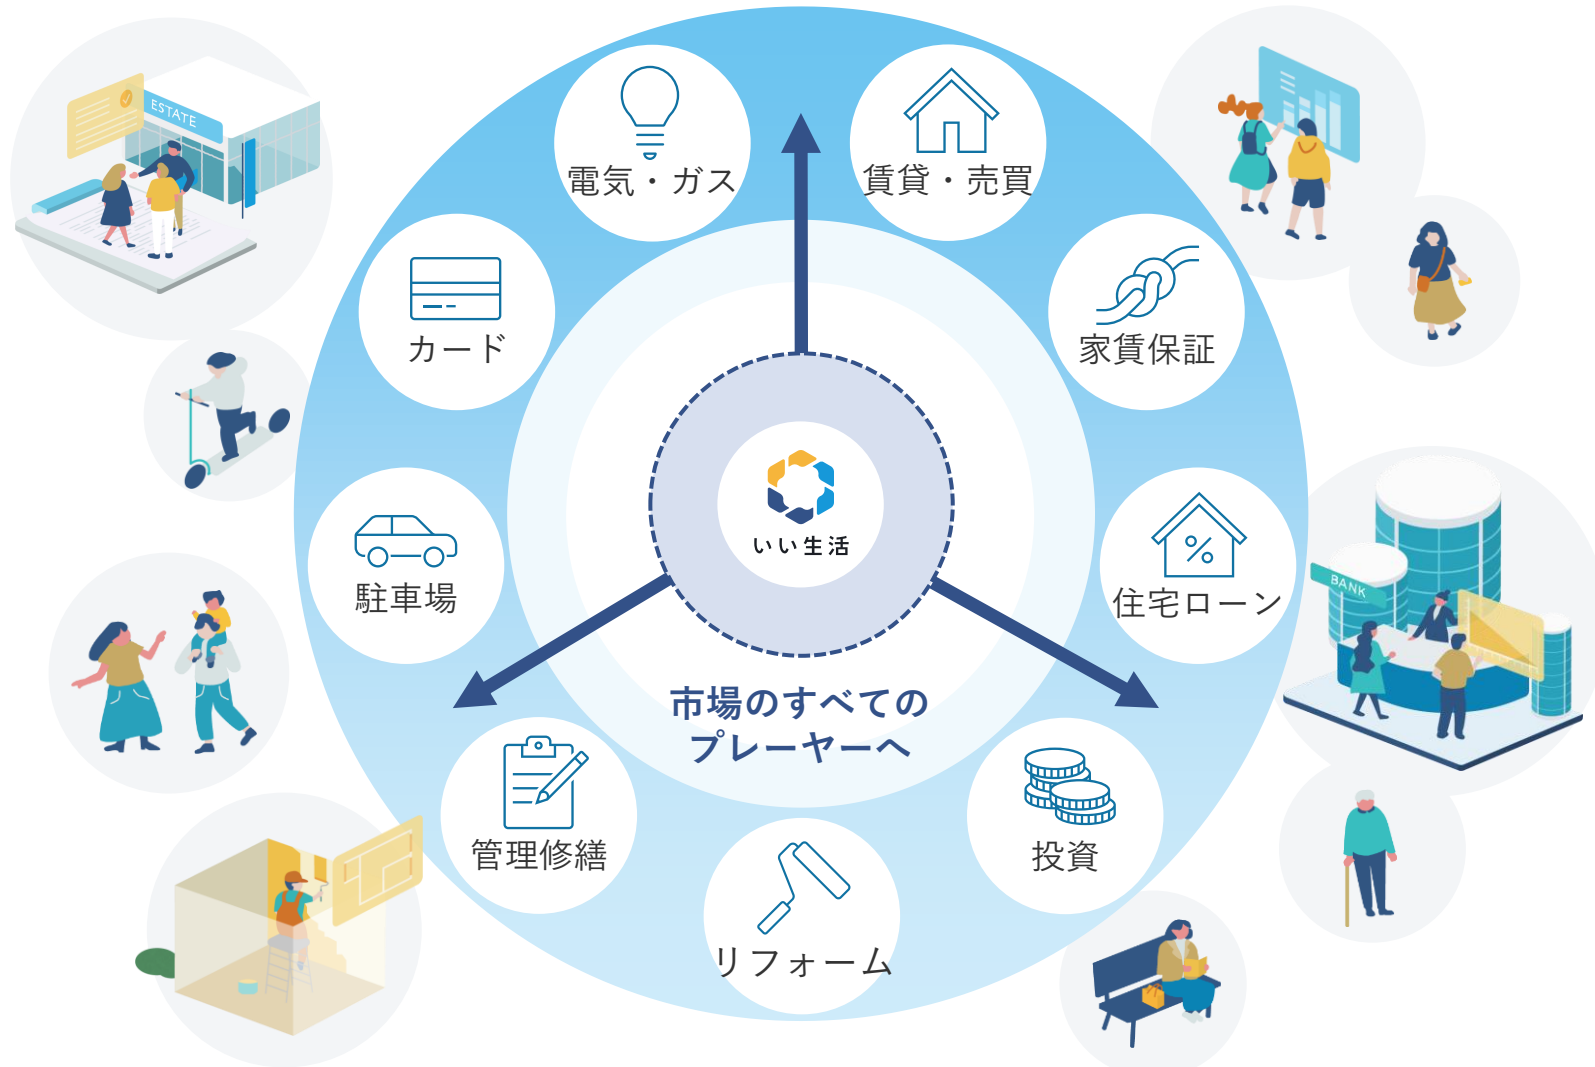 ESTATE
電気・ガス
賃貸・売買
カード
家賃保証
いい生活
駐車場
住宅ローン
BANK
市場のすべての
プレーヤーへ
管理修繕
投資
リフォーム